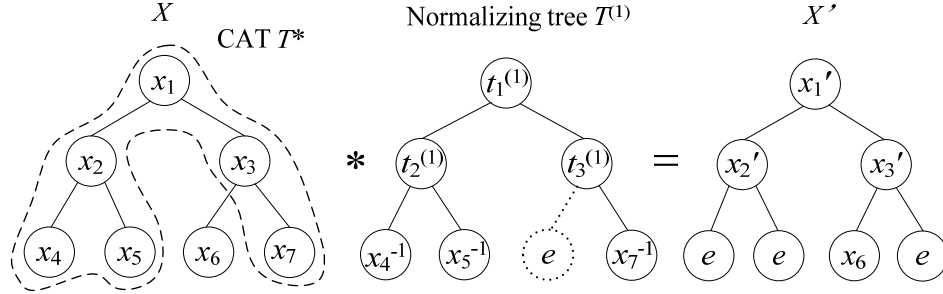 X Normalizing tree T⁽¹⁾ X′
CAT T*
x₁ t₁⁽¹⁾ x₁′
x₂ x₃ * t₂⁽¹⁾ t₃⁽¹⁾ = x₂′ x₃′
x₄ x₅ x₆ x₇ x₄⁻¹ x₅⁻¹ e x₇⁻¹ e e x₆ e